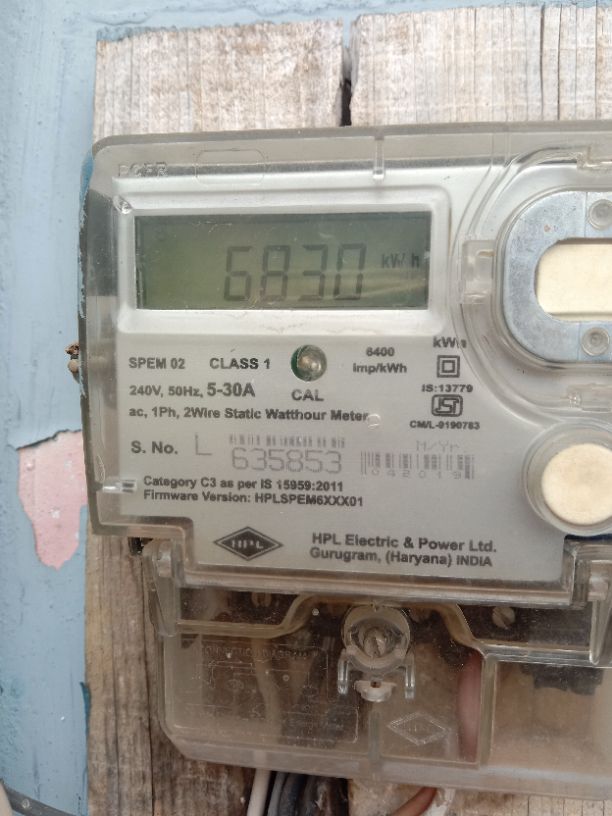 6830 kWh
SPEM 02 CLASS 1
6400 imp/kWh
kWh
240V, 50Hz, 5-30A
CAL
IS:13779
ac, 1Ph, 2Wire Static Watthour Meter
CM/L-9190783
S. No. L 635853
M/Yr
042019
Category C3 as per IS 15959:2011
Firmware Version: HPLSPEM6XXX01
HPL
HPL Electric & Power Ltd.
Gurugram, (Haryana) INDIA